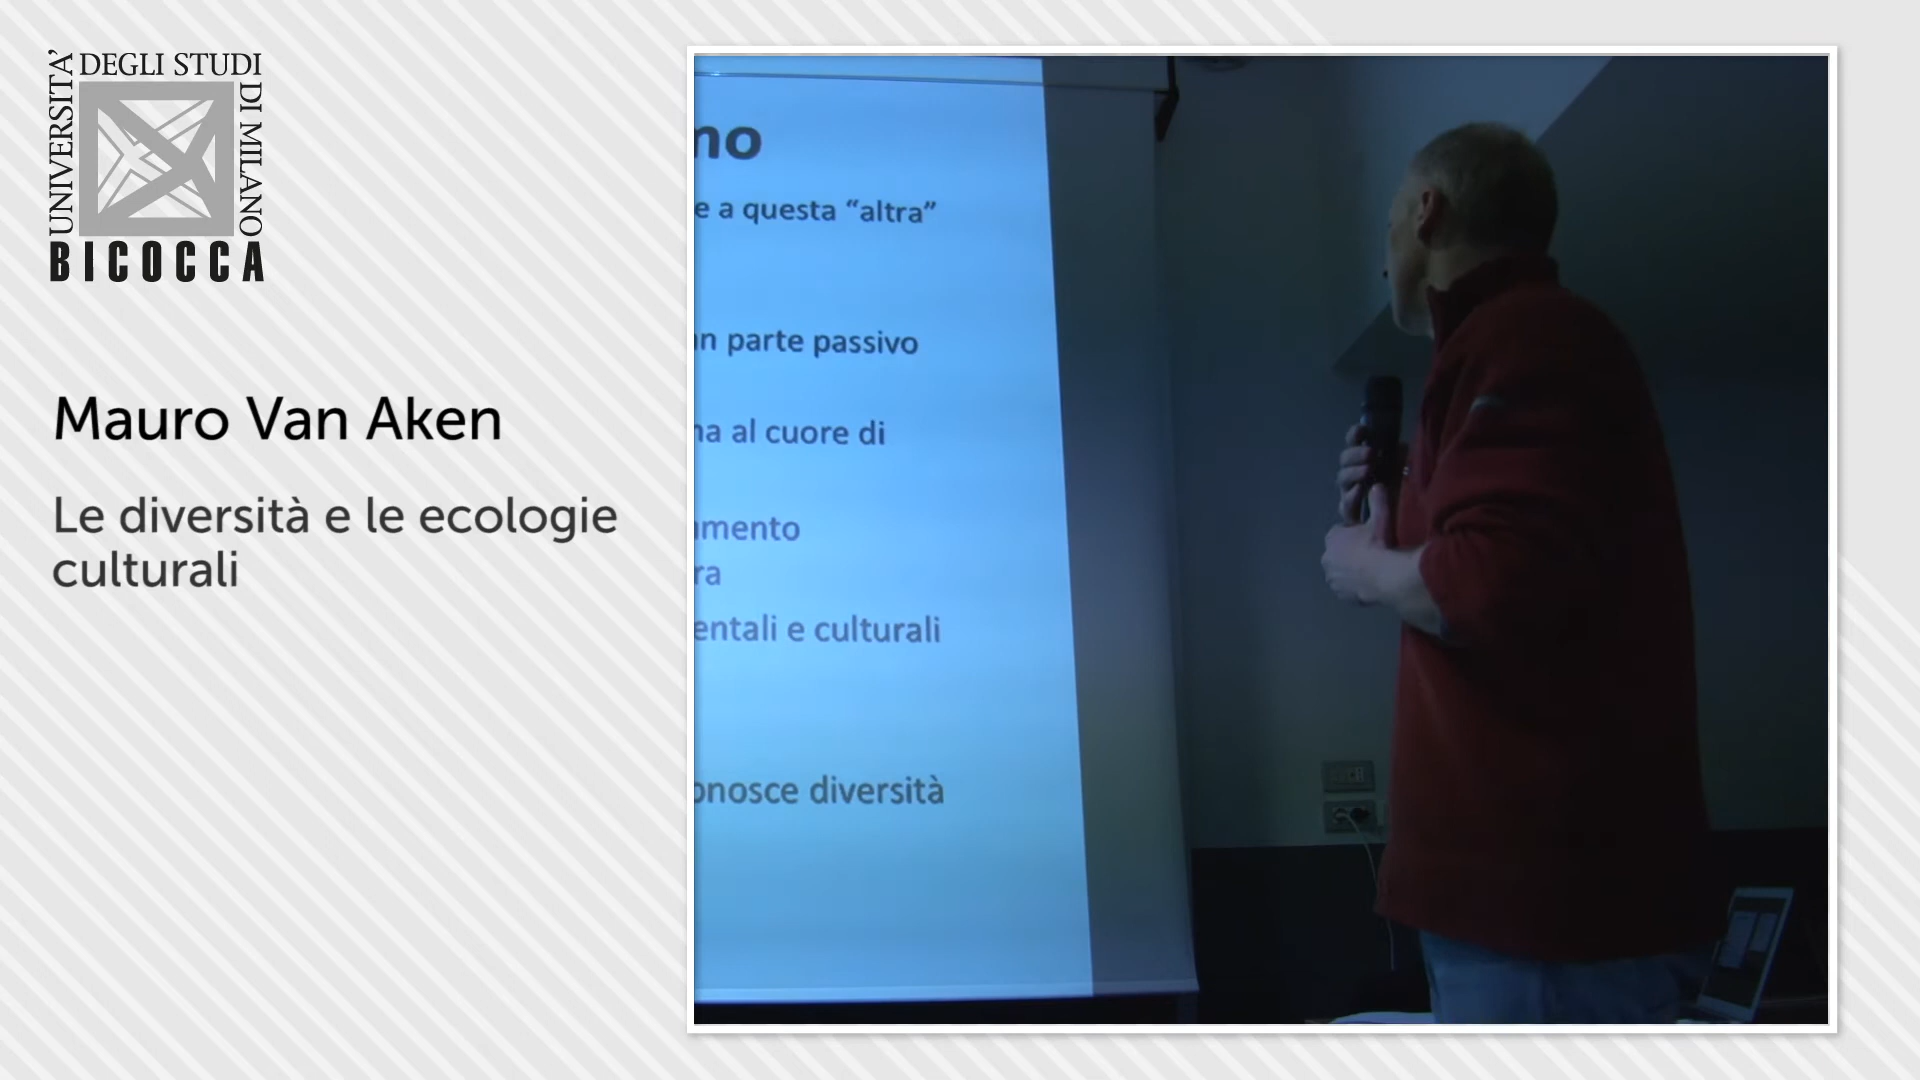 UNIVERSITA'
DEGLI STUDI
DI MILANO
BICOCCA
Mauro Van Aken
Le diversità e le ecologie
culturali
no
e a questa “altra”
parte passivo
al cuore di
mento
ra
entali e culturali
onosce diversità